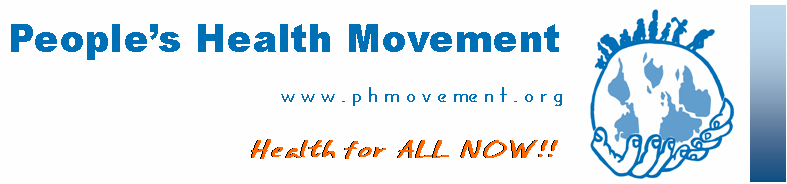 People's Health Movement
www.phmovement.org
Health for ALL NOW!!